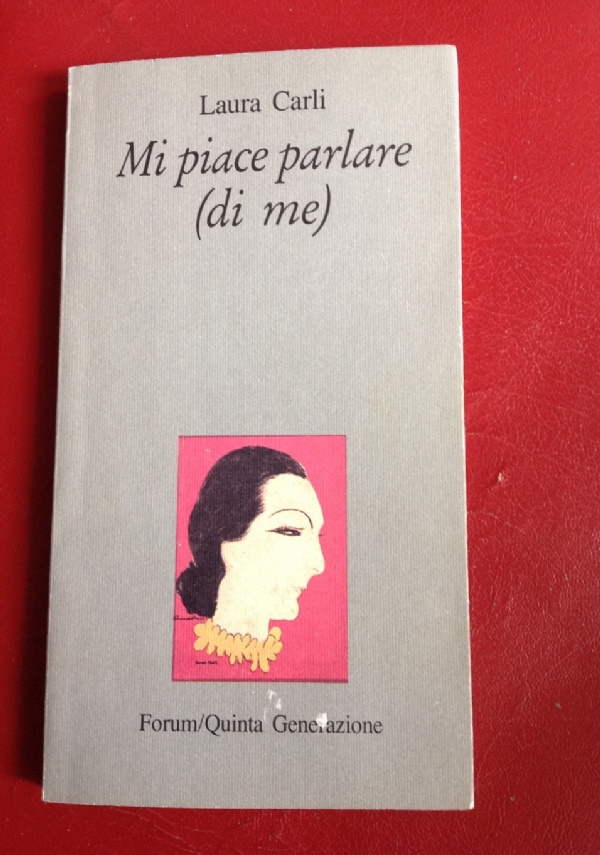 Laura Carli
Mi piace parlare
(di me)
Forum/Quinta Generazione